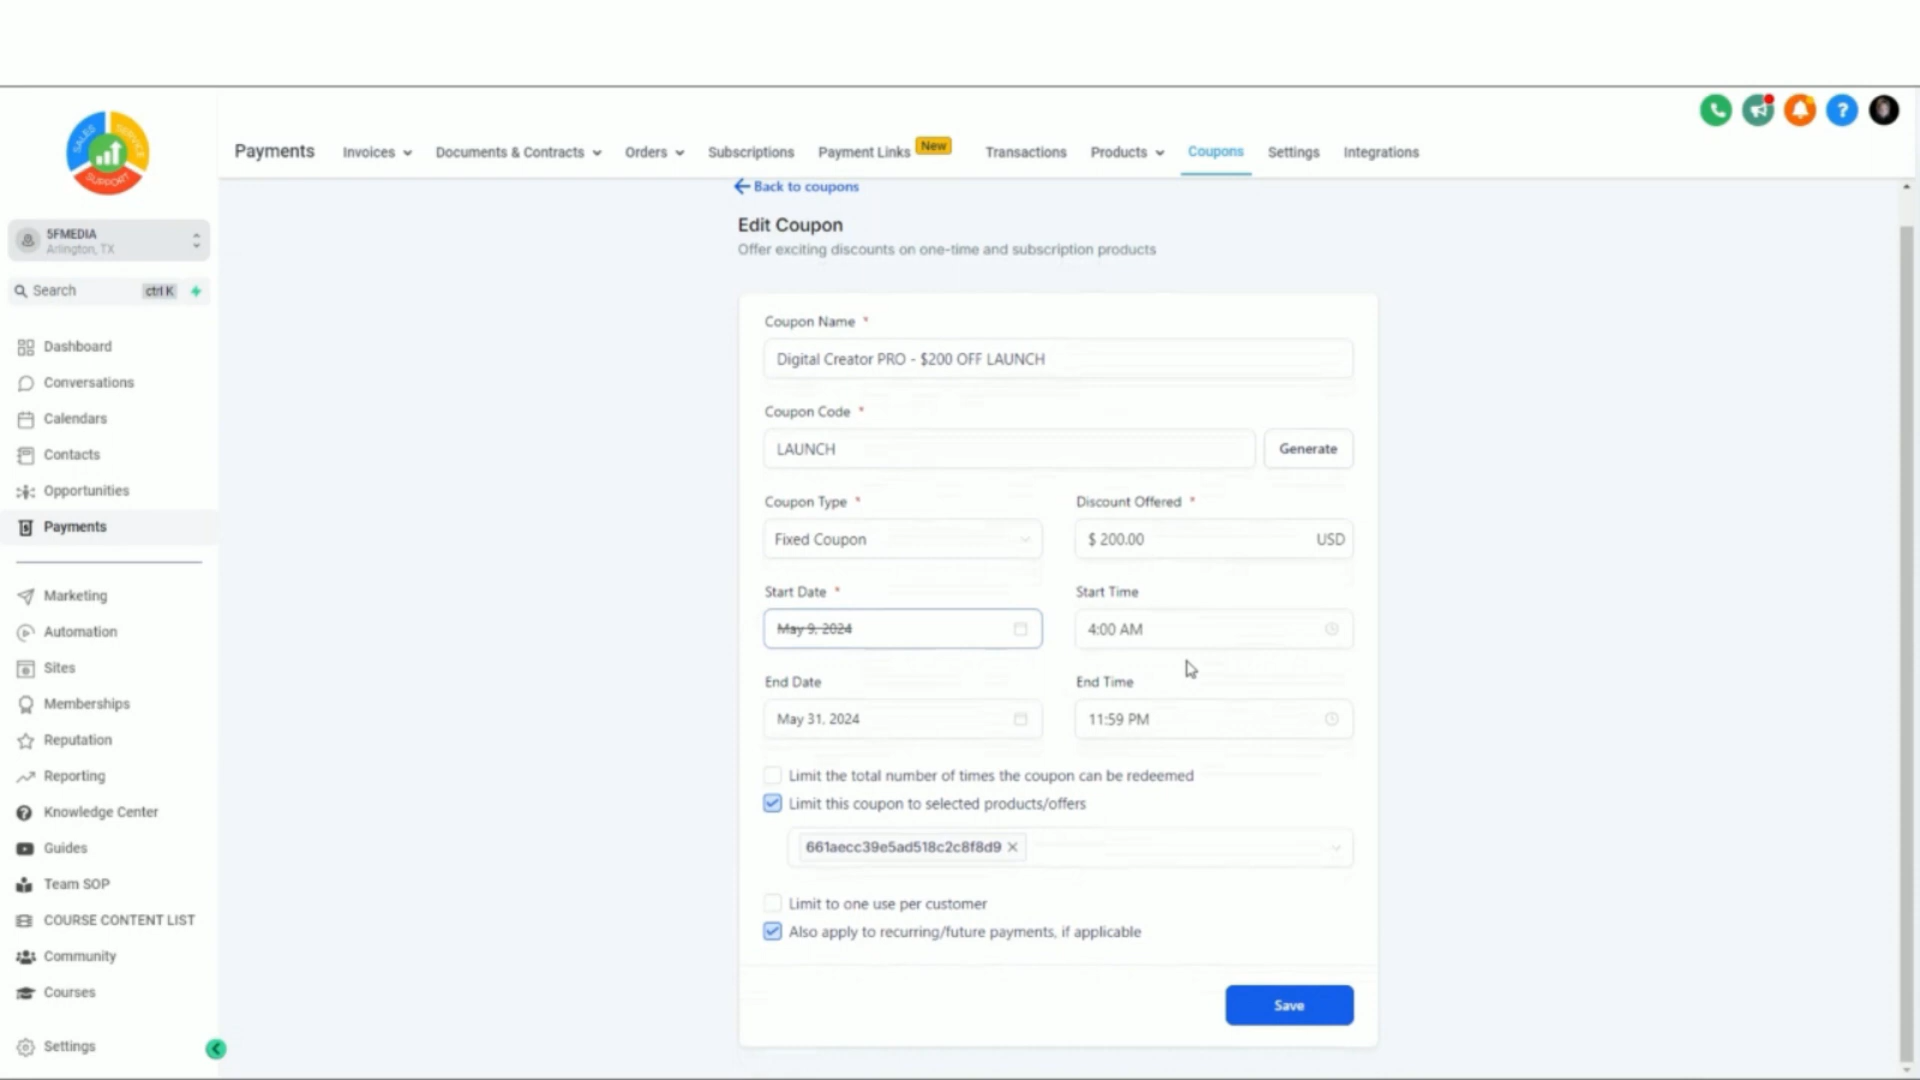 SALES
SERVICE
SUPPORT
Payments
Invoices
Documents & Contracts
Orders
Subscriptions
Payment Links
New
Transactions
Products
Coupons
Settings
Integrations
5FMEDIA
Arlington, TX
Search
ctrl K
Dashboard
Conversations
Calendars
Contacts
Opportunities
Payments
Marketing
Automation
Sites
Memberships
Reputation
Reporting
Knowledge Center
Guides
Team SOP
COURSE CONTENT LIST
Community
Courses
Settings
Back to coupons
Edit Coupon
Offer exciting discounts on one-time and subscription products
Coupon Name *
Digital Creator PRO - $200 OFF LAUNCH
Coupon Code *
LAUNCH
Generate
Coupon Type *
Discount Offered *
Fixed Coupon
$ 200.00 USD
Start Date *
Start Time
May 9, 2024
4:00 AM
End Date
End Time
May 31, 2024
11:59 PM
Limit the total number of times the coupon can be redeemed
Limit this coupon to selected products/offers
661aecc39e5ad518c2c8f8d9
Limit to one use per customer
Also apply to recurring/future payments, if applicable
Save